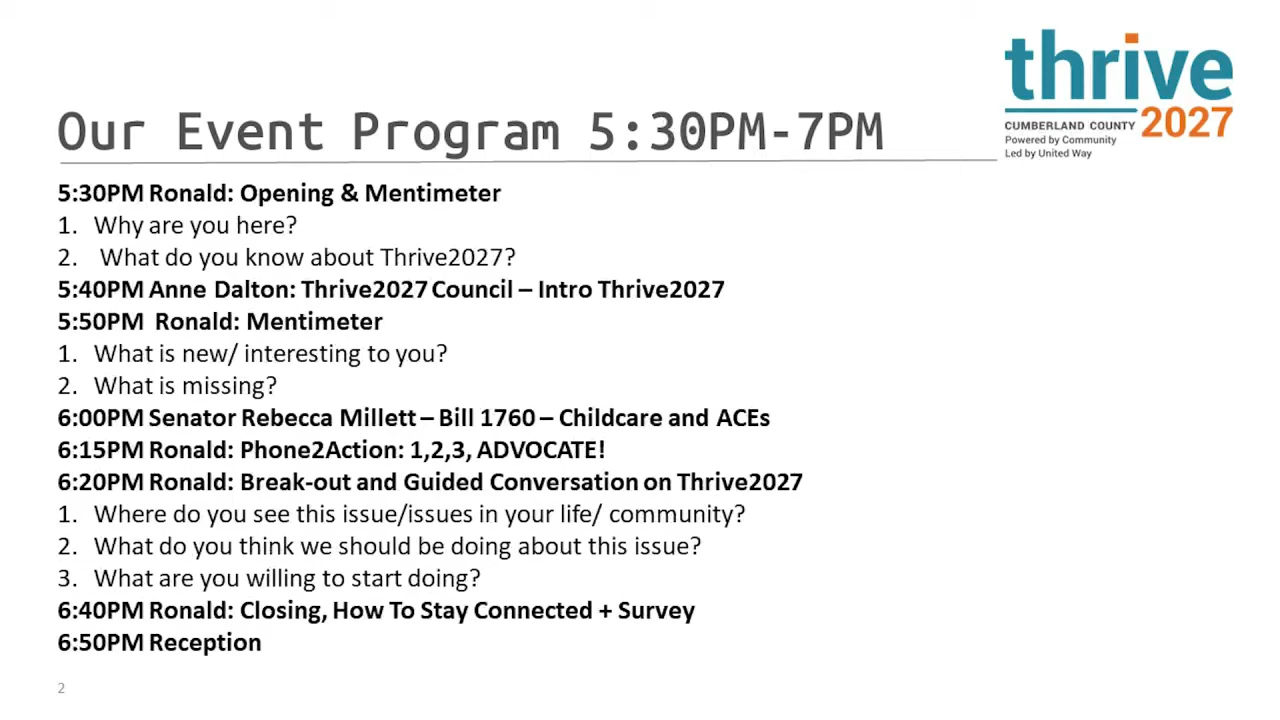 thrive
2027
CUMBERLAND COUNTY
Powered by Community
Led by United Way
Our Event Program 5:30PM-7PM
5:30PM Ronald: Opening & Mentimeter
1. Why are you here?
2. What do you know about Thrive2027?
5:40PM Anne Dalton: Thrive2027 Council – Intro Thrive2027
5:50PM Ronald: Mentimeter
1. What is new/ interesting to you?
2. What is missing?
6:00PM Senator Rebecca Millett – Bill 1760 – Childcare and ACEs
6:15PM Ronald: Phone2Action: 1,2,3, ADVOCATE!
6:20PM Ronald: Break-out and Guided Conversation on Thrive2027
1. Where do you see this issue/issues in your life/ community?
2. What do you think we should be doing about this issue?
3. What are you willing to start doing?
6:40PM Ronald: Closing, How To Stay Connected + Survey
6:50PM Reception
2